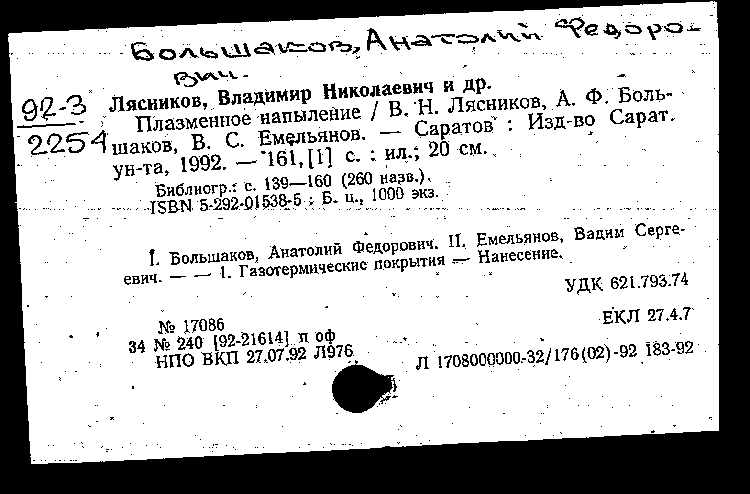 Большаков, Анатолий Федоро-
вич.
92-3
2254
Лясников, Владимир Николаевич и др.
Плазменное напыление / В. Н. Лясников, А. Ф. Боль-
шаков, В. С. Емельянов. — Саратов : Изд-во Сарат.
ун-та, 1992. — 161, [1] с. : ил.; 20 см.
Библиогр.: с. 139—160 (260 назв.).
ISBN 5-292-01538-5 : Б. ц., 1000 экз.
I. Большаков, Анатолий Федорович. II. Емельянов, Вадим Серге-
евич. — — 1. Газотермические покрытия — Нанесение.
УДК 621.793.74
№ 17086
ЕКЛ 27.4.7
34 № 240 [92-21614] п оф
НПО ВКП 27.07.92 Л976
Л 1708000000-32/176(02)-92 183-92